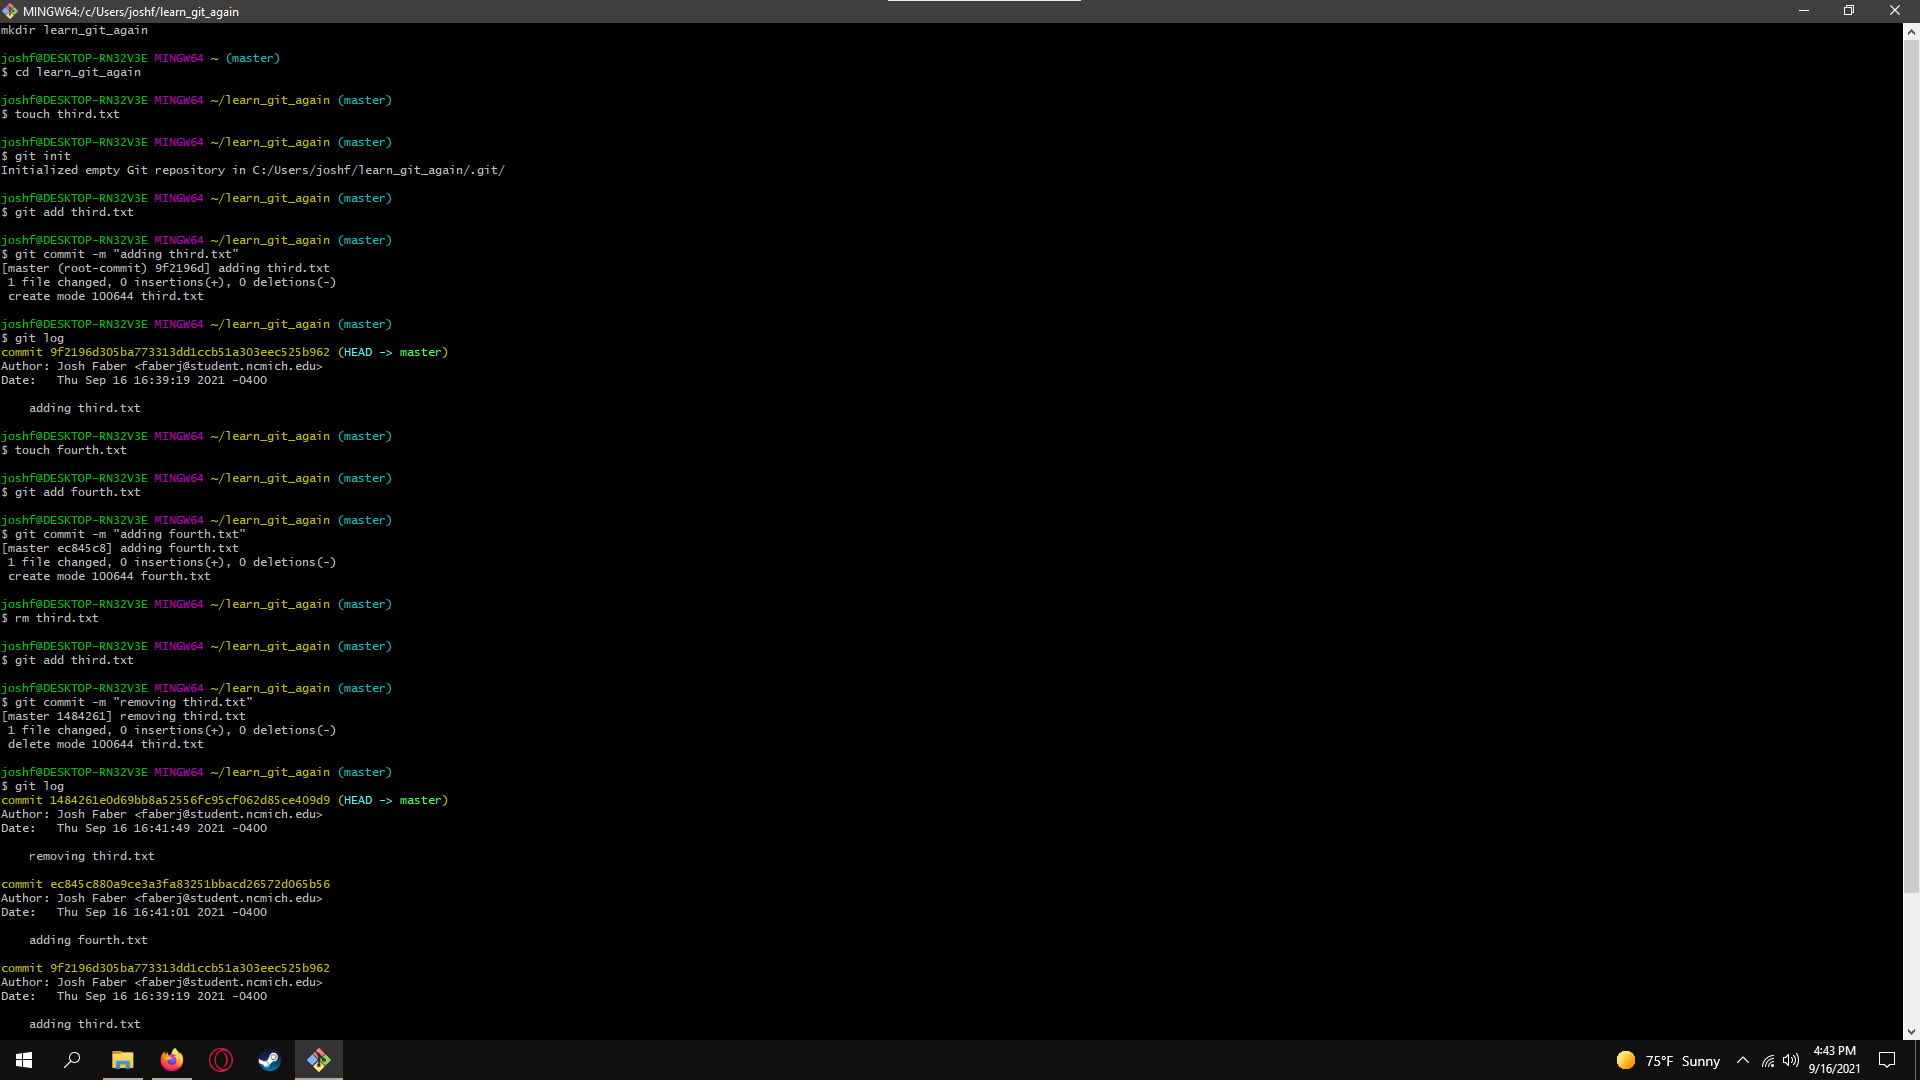 MINGW64:/c/Users/joshf/learn_git_again
mkdir learn_git_again
joshf@DESKTOP-RN32V3E MINGW64 ~ (master)
$ cd learn_git_again
joshf@DESKTOP-RN32V3E MINGW64 ~/learn_git_again (master)
$ touch third.txt
joshf@DESKTOP-RN32V3E MINGW64 ~/learn_git_again (master)
$ git init
Initialized empty Git repository in C:/Users/joshf/learn_git_again/.git/
joshf@DESKTOP-RN32V3E MINGW64 ~/learn_git_again (master)
$ git add third.txt
joshf@DESKTOP-RN32V3E MINGW64 ~/learn_git_again (master)
$ git commit -m "adding third.txt"
[master (root-commit) 9f2196d] adding third.txt
 1 file changed, 0 insertions(+), 0 deletions(-)
 create mode 100644 third.txt
joshf@DESKTOP-RN32V3E MINGW64 ~/learn_git_again (master)
$ git log
commit 9f2196d305ba773313dd1ccb51a303eec525b962 (HEAD -> master)
Author: Josh Faber <faberj@student.ncmich.edu>
Date:   Thu Sep 16 16:39:19 2021 -0400
    adding third.txt
joshf@DESKTOP-RN32V3E MINGW64 ~/learn_git_again (master)
$ touch fourth.txt
joshf@DESKTOP-RN32V3E MINGW64 ~/learn_git_again (master)
$ git add fourth.txt
joshf@DESKTOP-RN32V3E MINGW64 ~/learn_git_again (master)
$ git commit -m "adding fourth.txt"
[master ec845c8] adding fourth.txt
 1 file changed, 0 insertions(+), 0 deletions(-)
 create mode 100644 fourth.txt
joshf@DESKTOP-RN32V3E MINGW64 ~/learn_git_again (master)
$ rm third.txt
joshf@DESKTOP-RN32V3E MINGW64 ~/learn_git_again (master)
$ git add third.txt
joshf@DESKTOP-RN32V3E MINGW64 ~/learn_git_again (master)
$ git commit -m "removing third.txt"
[master 1484261] removing third.txt
 1 file changed, 0 insertions(+), 0 deletions(-)
 delete mode 100644 third.txt
joshf@DESKTOP-RN32V3E MINGW64 ~/learn_git_again (master)
$ git log
commit 1484261e0d69bb8a52556fc95cf062d85ce409d9 (HEAD -> master)
Author: Josh Faber <faberj@student.ncmich.edu>
Date:   Thu Sep 16 16:41:49 2021 -0400
    removing third.txt
commit ec845c880a9ce3a3fa83251bbacd26572d065b56
Author: Josh Faber <faberj@student.ncmich.edu>
Date:   Thu Sep 16 16:41:01 2021 -0400
    adding fourth.txt
commit 9f2196d305ba773313dd1ccb51a303eec525b962
Author: Josh Faber <faberj@student.ncmich.edu>
Date:   Thu Sep 16 16:39:19 2021 -0400
    adding third.txt
75°F Sunny
4:43 PM
9/16/2021